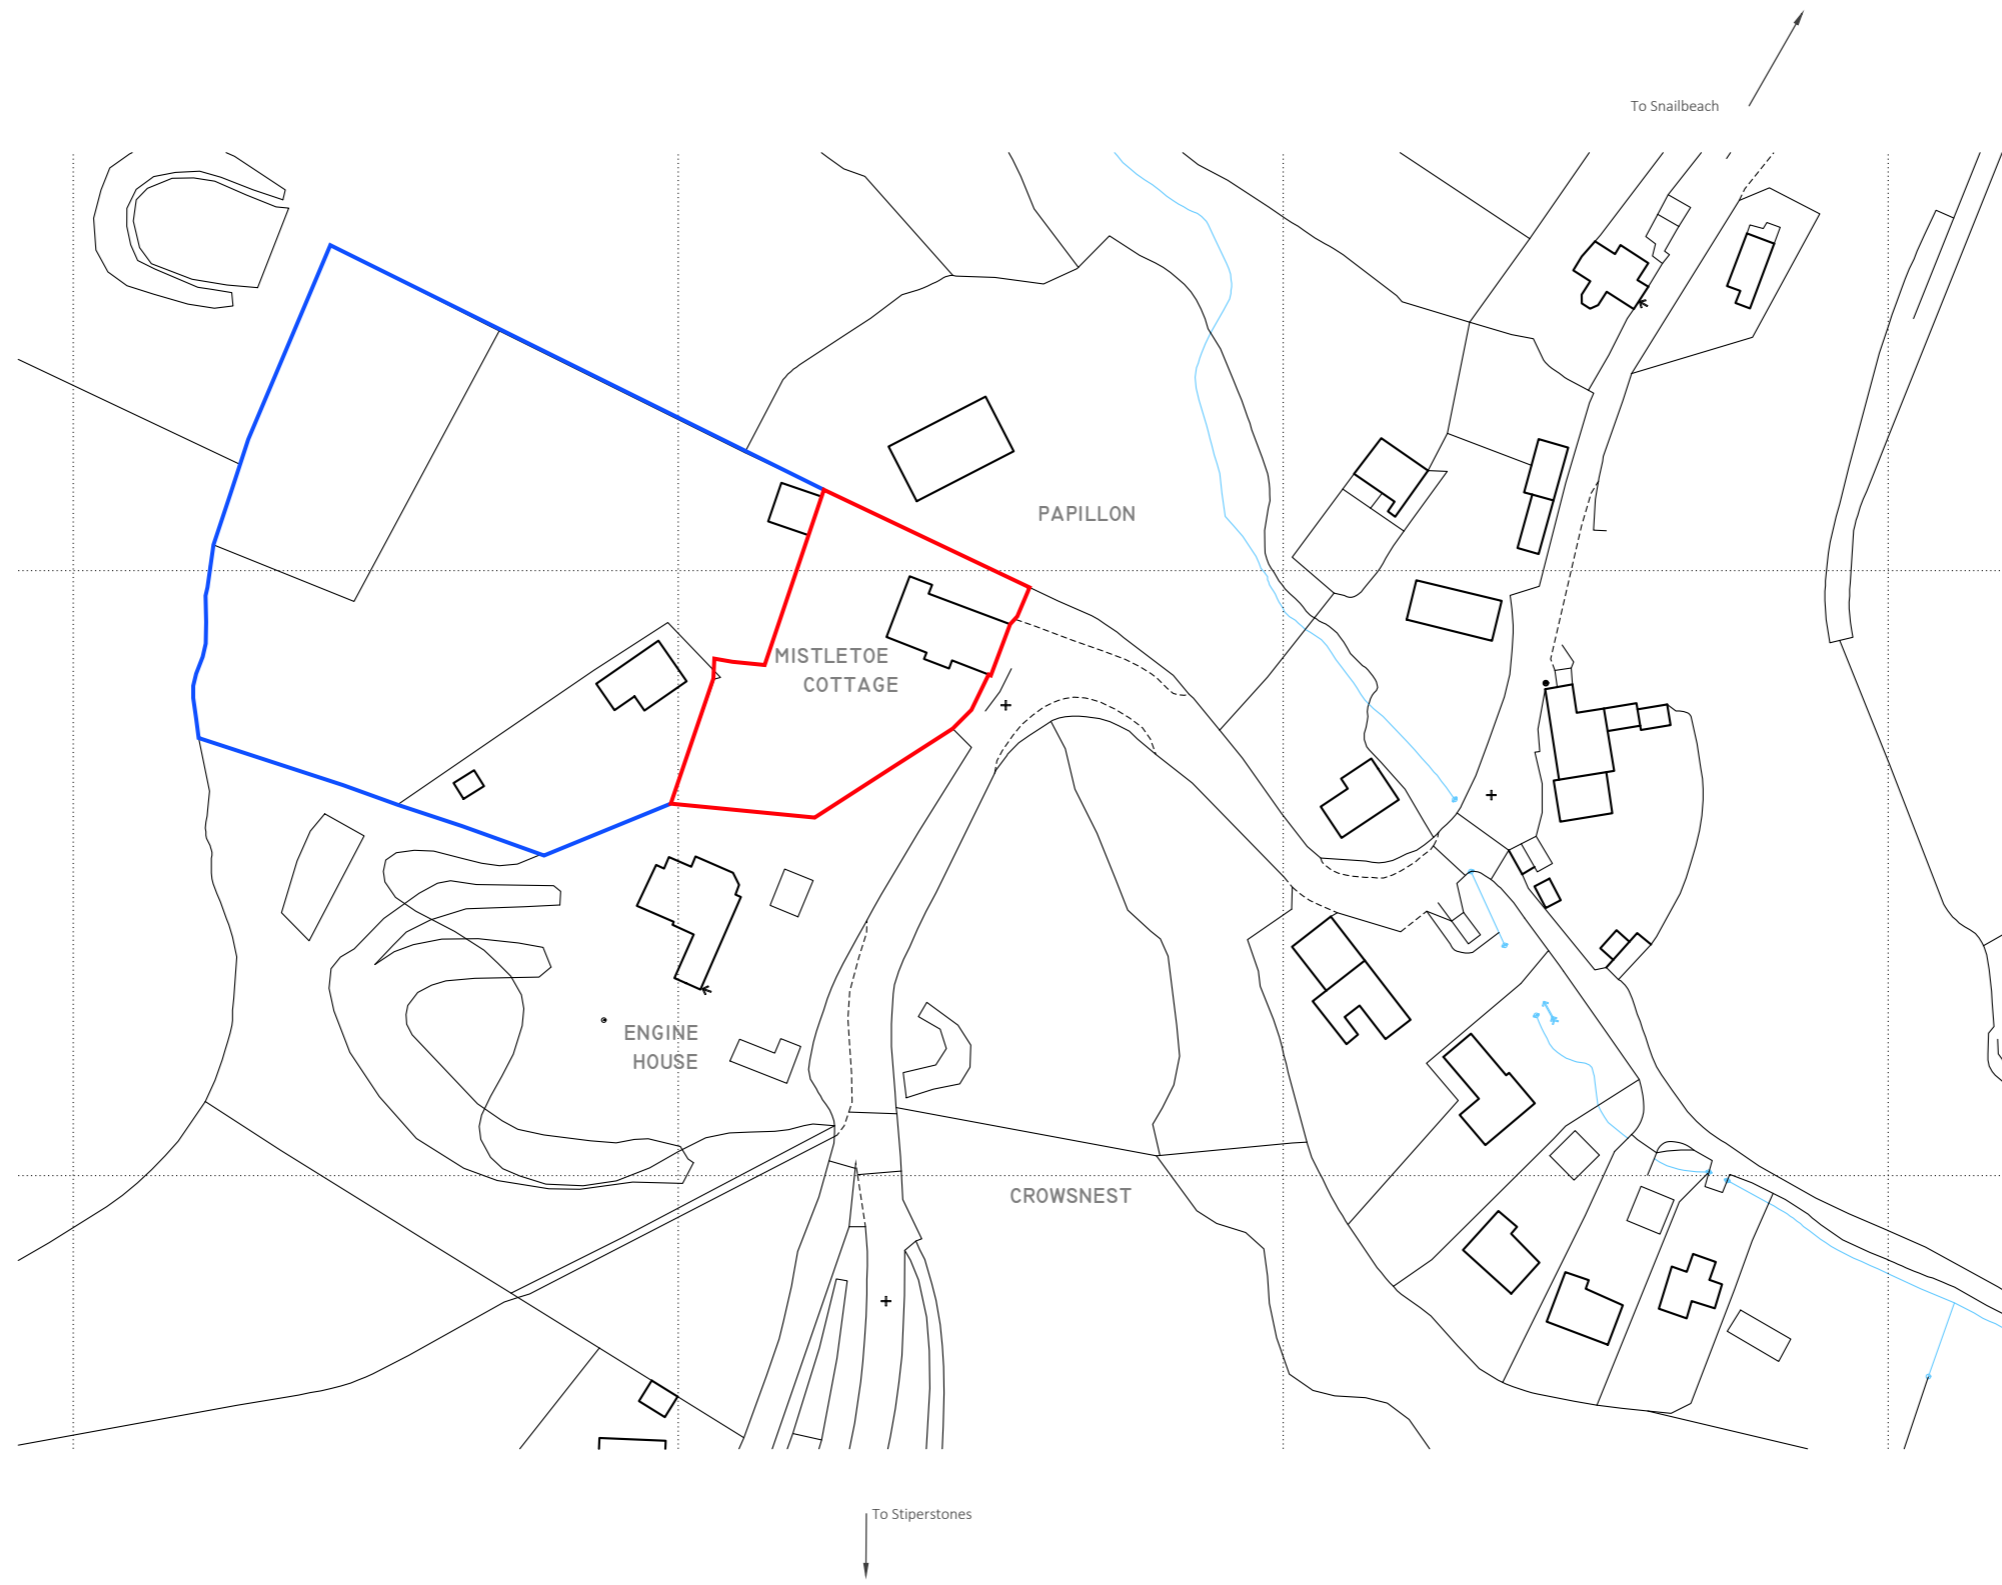 To Snailbeach
PAPILLON
MISTLETOE
COTTAGE
ENGINE
HOUSE
CROWSNEST
To Stiperstones